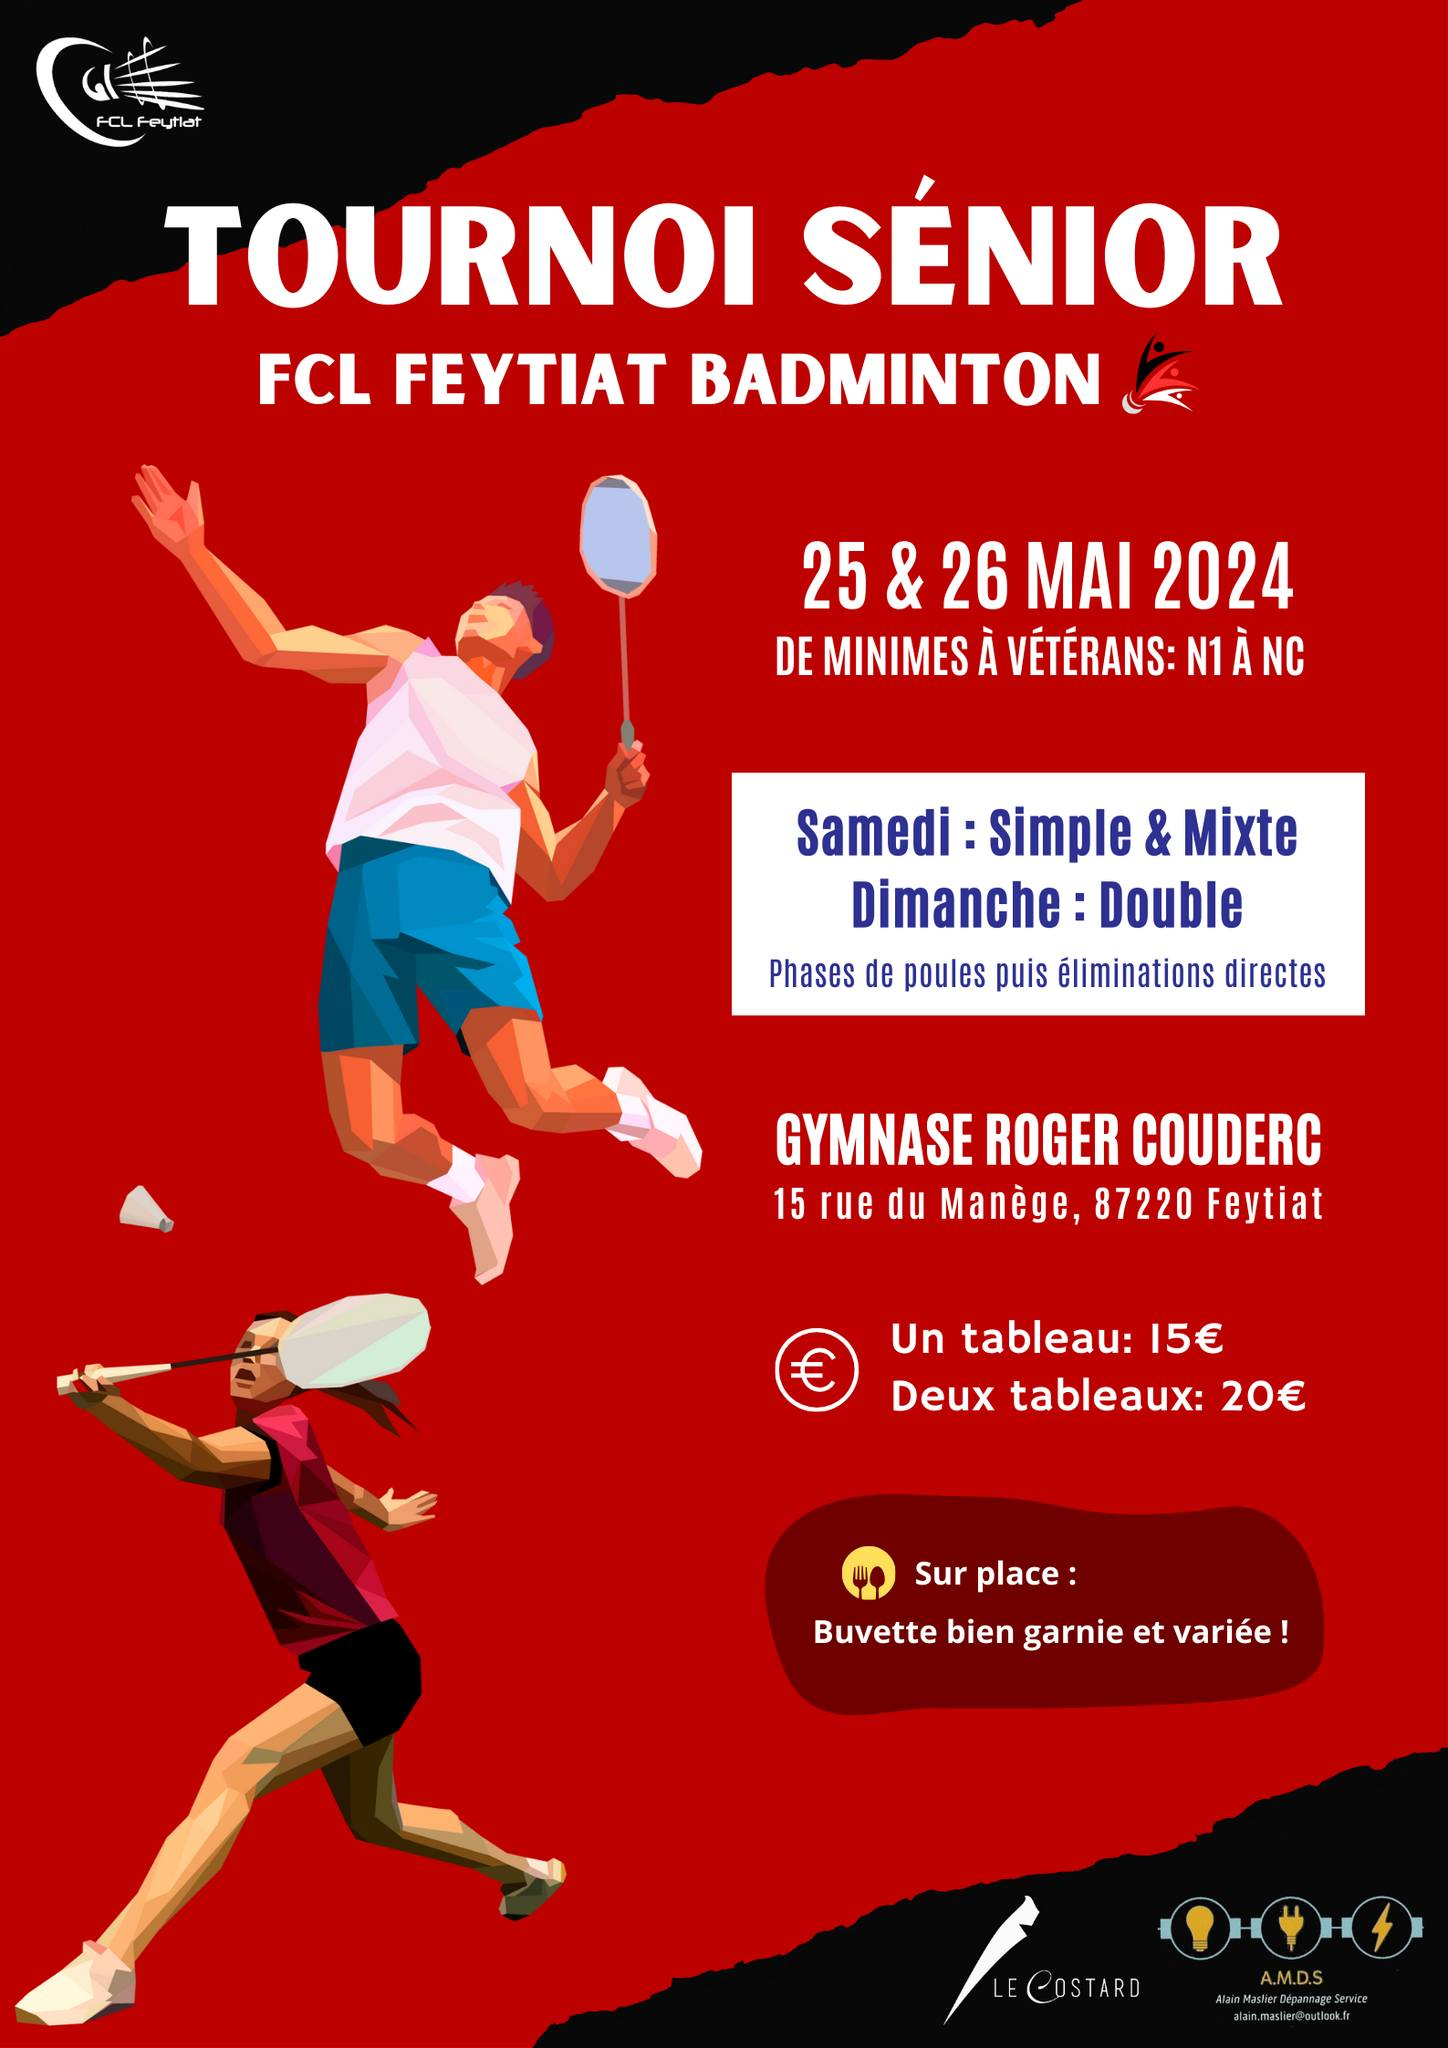 FCL Feytiat
TOURNOI SÉNIOR
FCL FEYTIAT BADMINTON
25 & 26 MAI 2024
DE MINIMES À VÉTÉRANS: N1 À NC
Samedi : Simple & Mixte
Dimanche : Double
Phases de poules puis éliminations directes
GYMNASE ROGER COUDERC
15 rue du Manège, 87220 Feytiat
€
Un tableau: 15€
Deux tableaux: 20€
Sur place :
Buvette bien garnie et variée !
LE COSTARD
A.M.D.S
Alain Maslier Dépannage Service
alain.maslier@outlook.fr